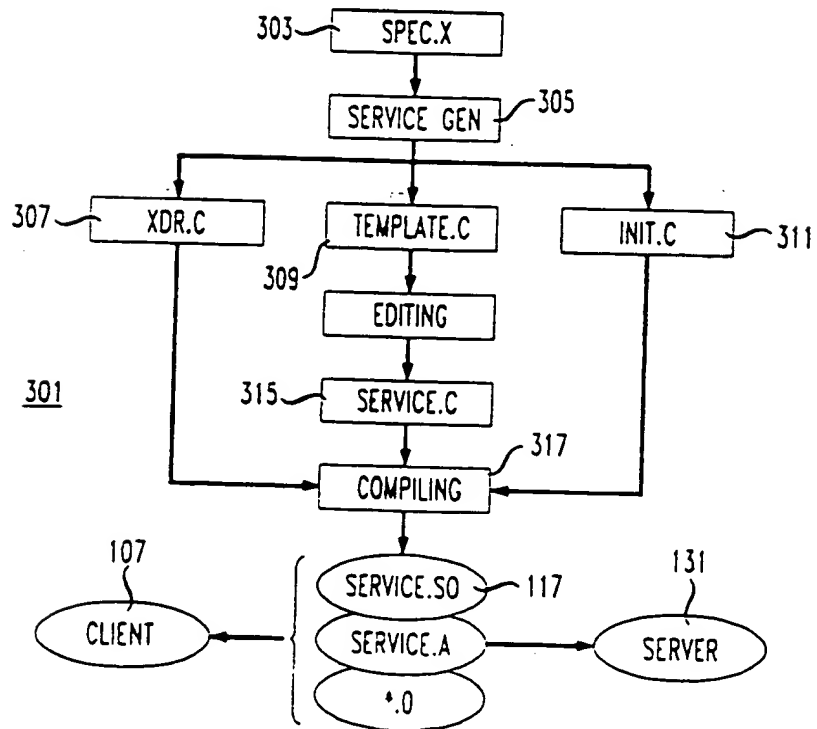 303
SPEC.X
SERVICE GEN
305
307
XDR.C
TEMPLATE.C
309
INIT.C
311
EDITING
301
315
SERVICE.C
317
COMPILING
107
CLIENT
SERVICE.SO
117
SERVICE.A
*.O
131
SERVER